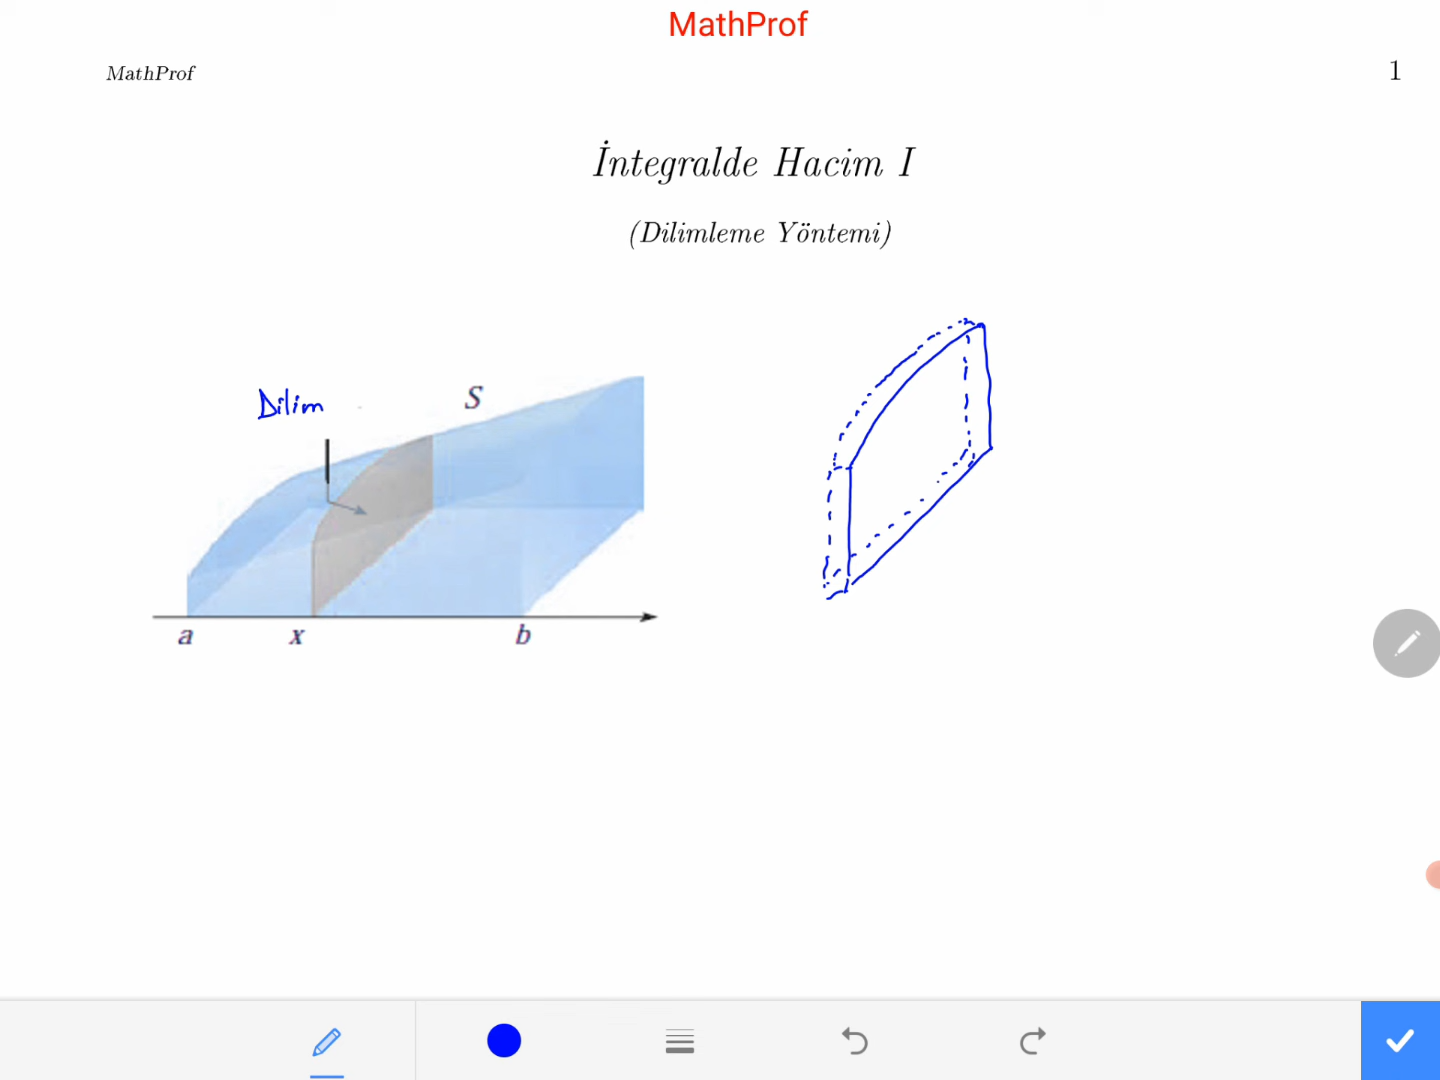 MathProf
MathProf
1
İntegralde Hacim I
(Dilimleme Yöntemi)
Dilim
S
a
x
b